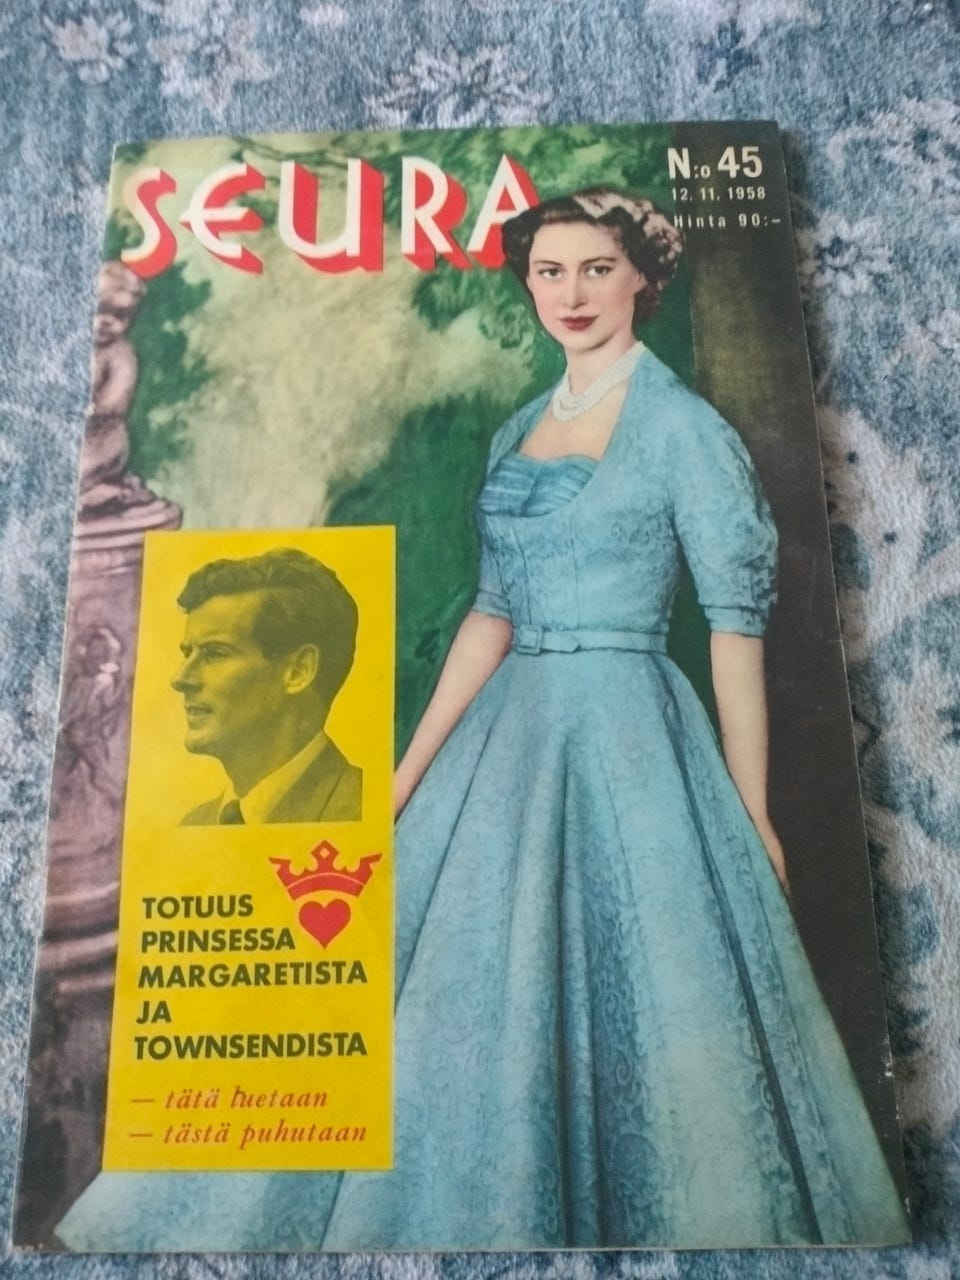 SEURA
N:o 45
12. 11. 1958
Hinta 90:-
TOTUUS
PRINSESSA
MARGARETISTA
JA
TOWNSENDISTA
— tätä luetaan
— tästä puhutaan